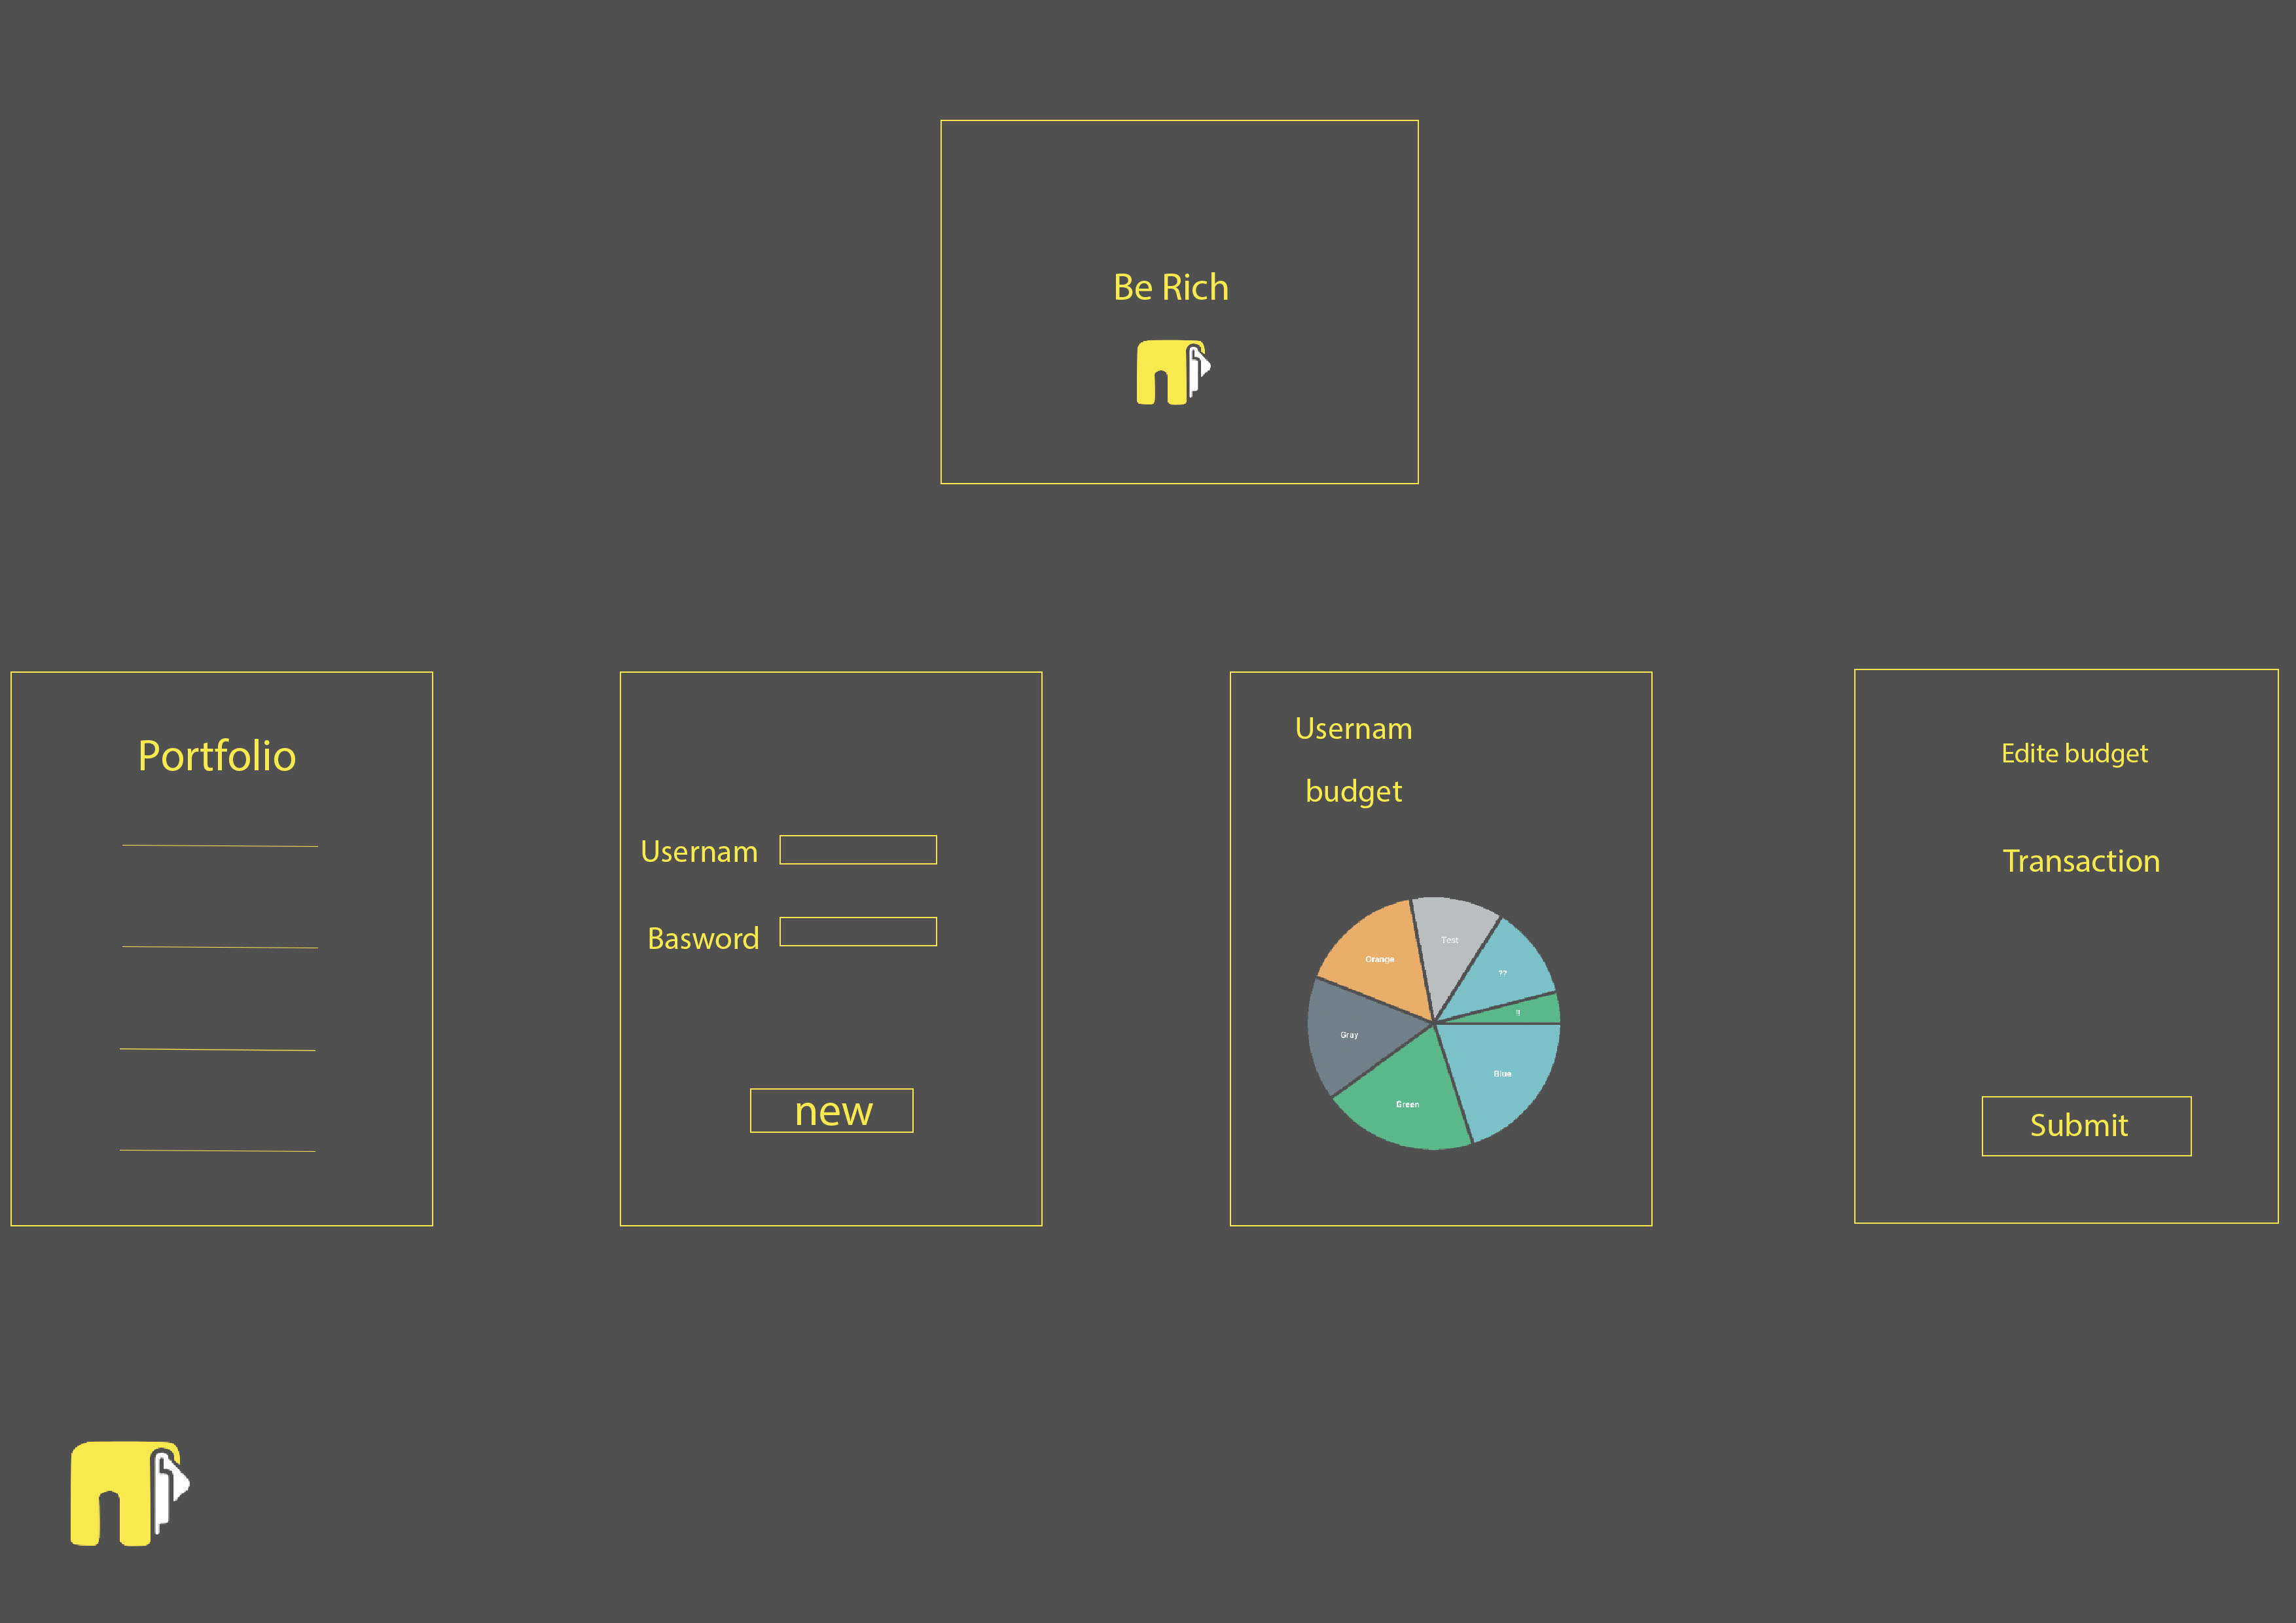 Be Rich
Portfolio
Usernam
Basword
new
Usernam
budget
Test
Orange
??
!!
Gray
Blue
Green
Edite budget
Transaction
Submit